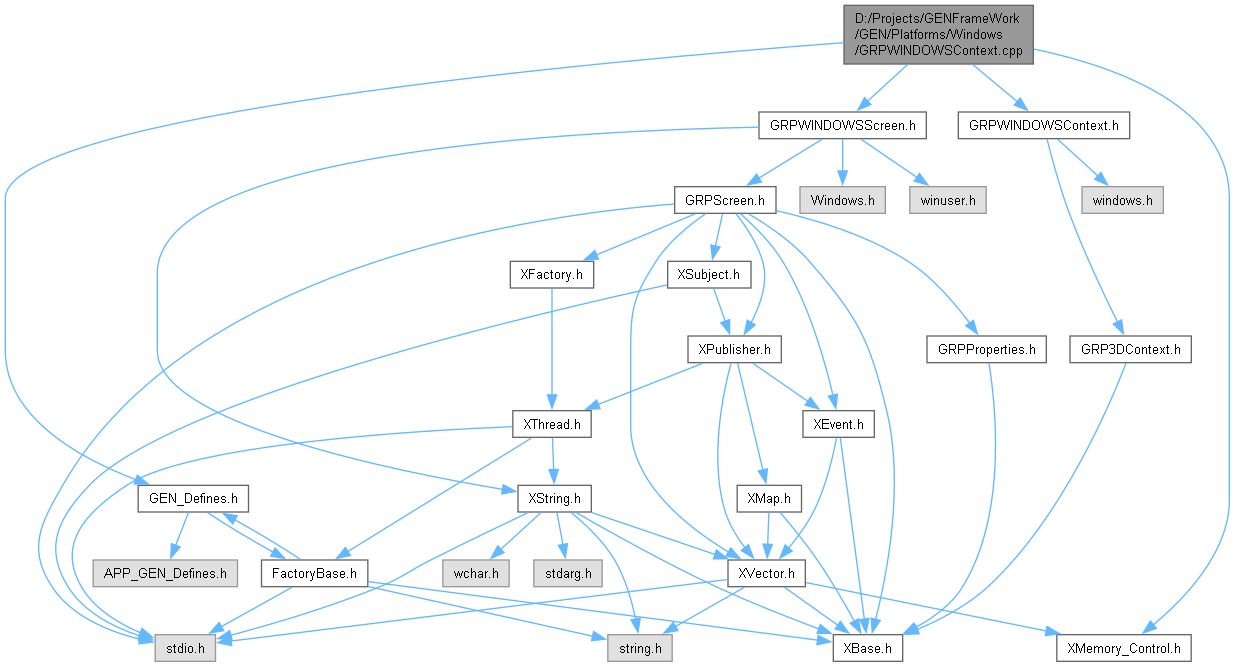 D:/Projects/GENFrameWork
/GEN/Platforms/Windows
/GRPWINDOWSContext.cpp
GRPWINDOWSScreen.h
GRPWINDOWSContext.h
GRPScreen.h
Windows.h
winuser.h
windows.h
XFactory.h
XSubject.h
XPublisher.h
GRPProperties.h
GRP3DContext.h
XThread.h
XEvent.h
GEN_Defines.h
XString.h
XMap.h
APP_GEN_Defines.h
FactoryBase.h
wchar.h
stdarg.h
XVector.h
stdio.h
string.h
XBase.h
XMemory_Control.h